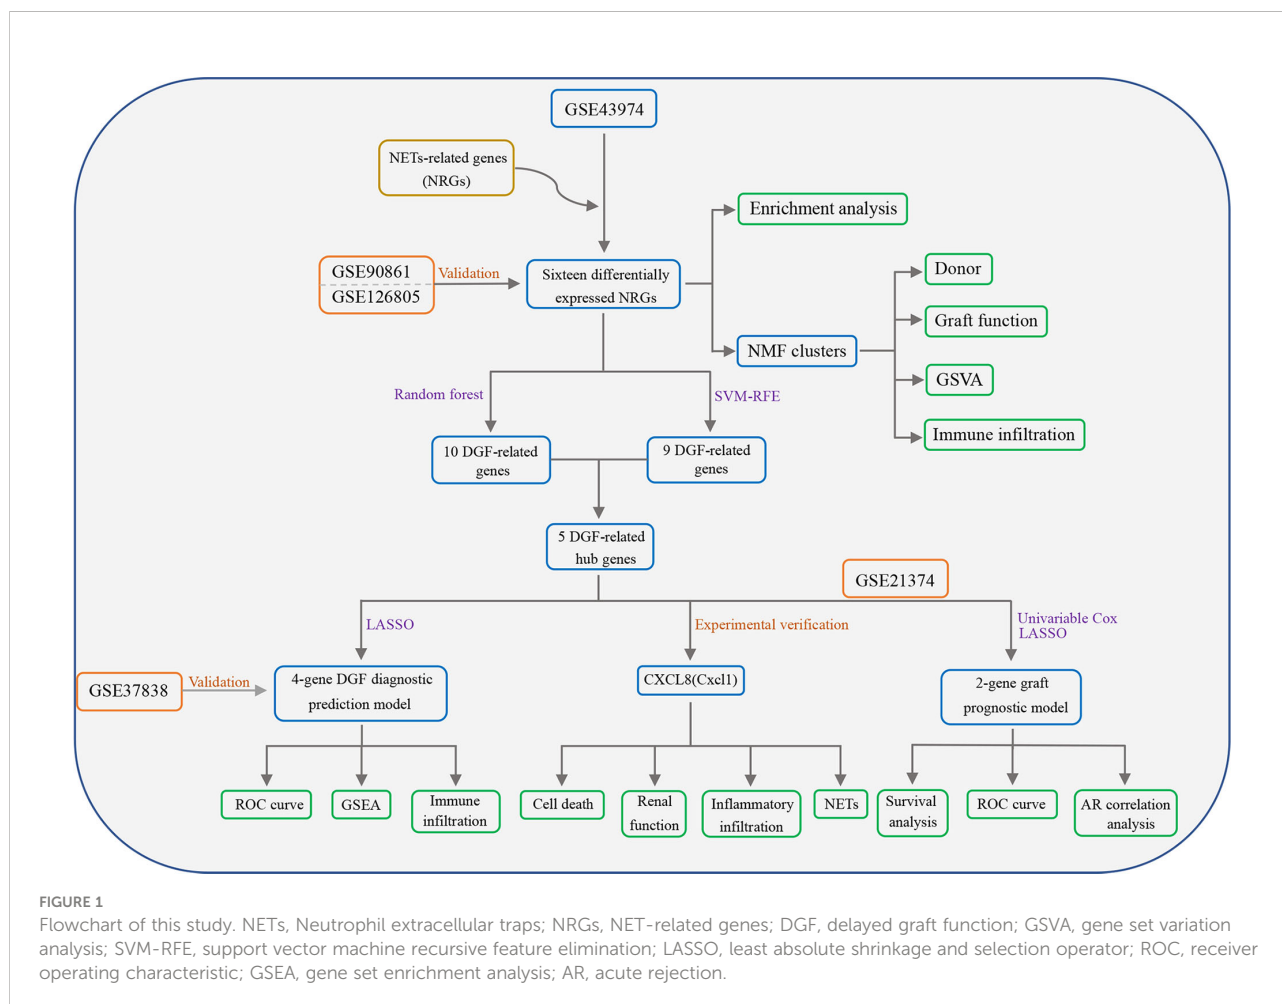 GSE43974
NETs-related genes
(NRGs)
Enrichment analysis
GSE90861
GSE126805
Validation
Sixteen differentially
expressed NRGs
Donor
Graft function
NMF clusters
GSVA
Immune infiltration
Random forest
SVM-RFE
10 DGF-related
genes
9 DGF-related
genes
5 DGF-related
hub genes
GSE21374
LASSO
Experimental verification
Univariable Cox
LASSO
GSE37838
Validation
4-gene DGF diagnostic
prediction model
CXCL8(Cxcl1)
2-gene graft
prognostic model
ROC curve
GSEA
Immune
infiltration
Cell death
Renal
function
Inflammatory
infiltration
NETs
Survival
analysis
ROC curve
AR correlation
analysis
FIGURE 1
Flowchart of this study. NETs, Neutrophil extracellular traps; NRGs, NET-related genes; DGF, delayed graft function; GSVA, gene set variation
analysis; SVM-RFE, support vector machine recursive feature elimination; LASSO, least absolute shrinkage and selection operator; ROC, receiver
operating characteristic; GSEA, gene set enrichment analysis; AR, acute rejection.